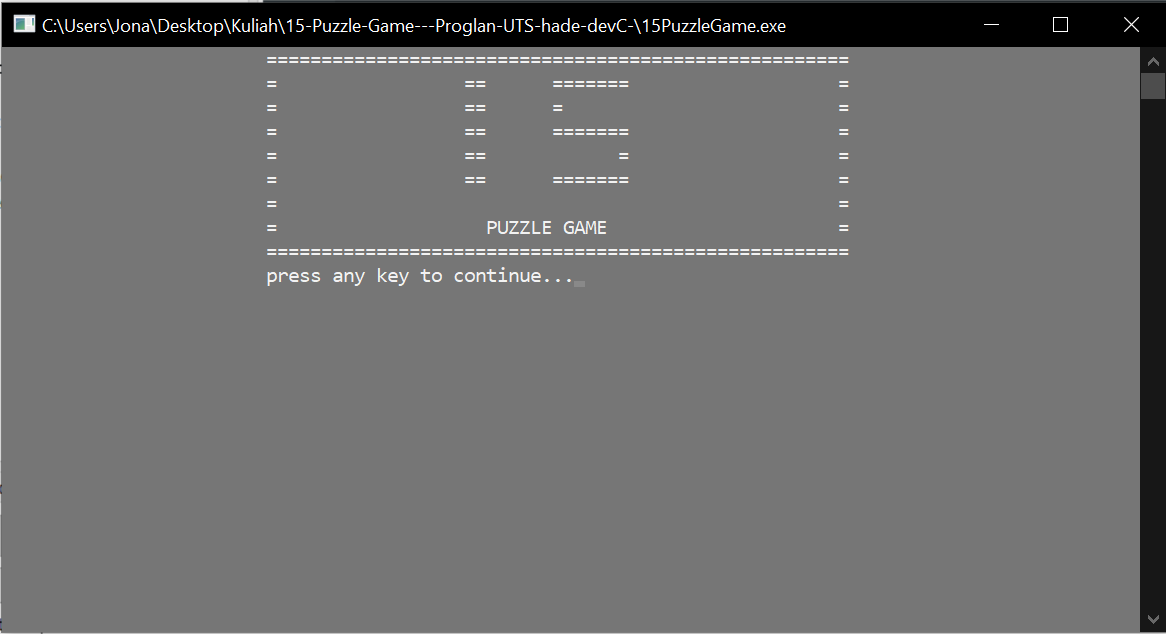 C:\Users\Jona\Desktop\Kuliah\15-Puzzle-Game---Proglan-UTS-hade-devC-\15PuzzleGame.exe
=====================================================
=                 ==      =======                   =
=                 ==      =                         =
=                 ==      =======                   =
=                 ==            =                   =
=                 ==      =======                   =
=                                                   =
=                   PUZZLE GAME                     =
=====================================================
press any key to continue..._